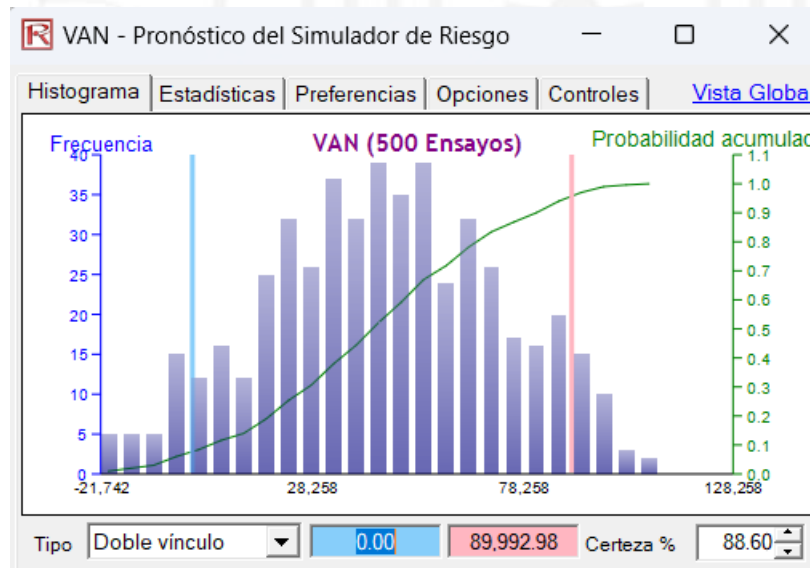 VAN - Pronóstico del Simulador de Riesgo
Histograma Estadísticas Preferencias Opciones Controles Vista Globa
Frecuencia VAN (500 Ensayos) Probabilidad acumulad
40 1.1
35 1.0
30 0.9
25 0.8
20 0.7
15 0.6
10 0.5
5 0.4
0 0.3
0.2
0.1
0.0
-21,742 28,258 78,258 128,258
Tipo Doble vínculo 0.00 89,992.98 Certeza % 88.60